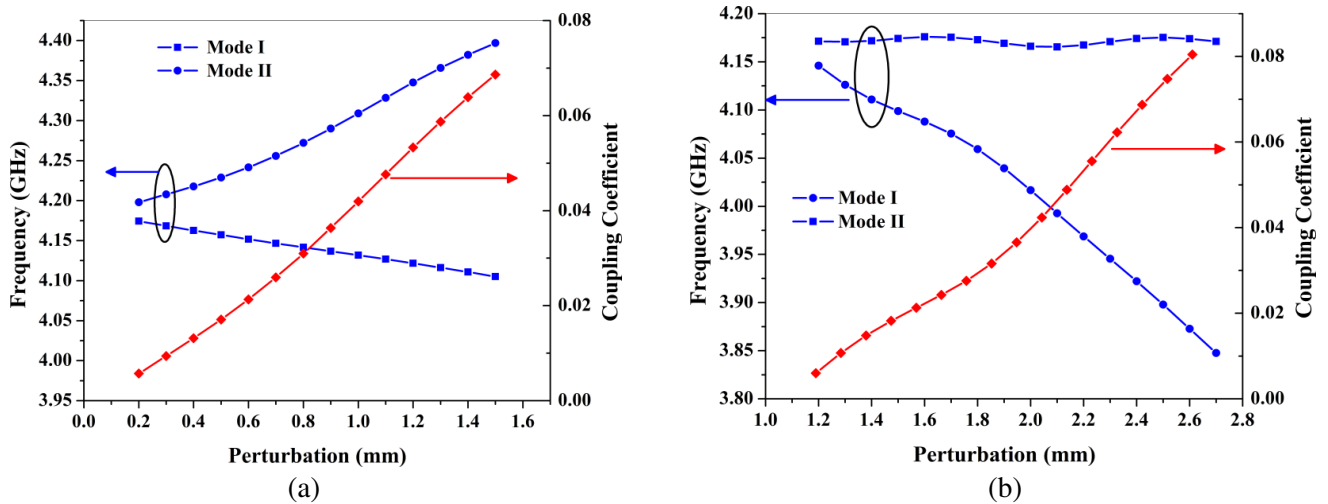 4.40
4.35
4.30
4.25
4.20
4.15
4.10
4.05
4.00
3.95
Frequency (GHz)
Mode I
Mode II
0.08
0.06
0.04
0.02
0.00
Coupling Coefficient
0.0 0.2 0.4 0.6 0.8 1.0 1.2 1.4 1.6
Perturbation (mm)
(a)
4.20
4.15
4.10
4.05
4.00
3.95
3.90
3.85
3.80
Frequency (GHz)
Mode I
Mode II
0.08
0.06
0.04
0.02
0.00
Coupling Coefficient
1.0 1.2 1.4 1.6 1.8 2.0 2.2 2.4 2.6 2.8
Perturbation (mm)
(b)